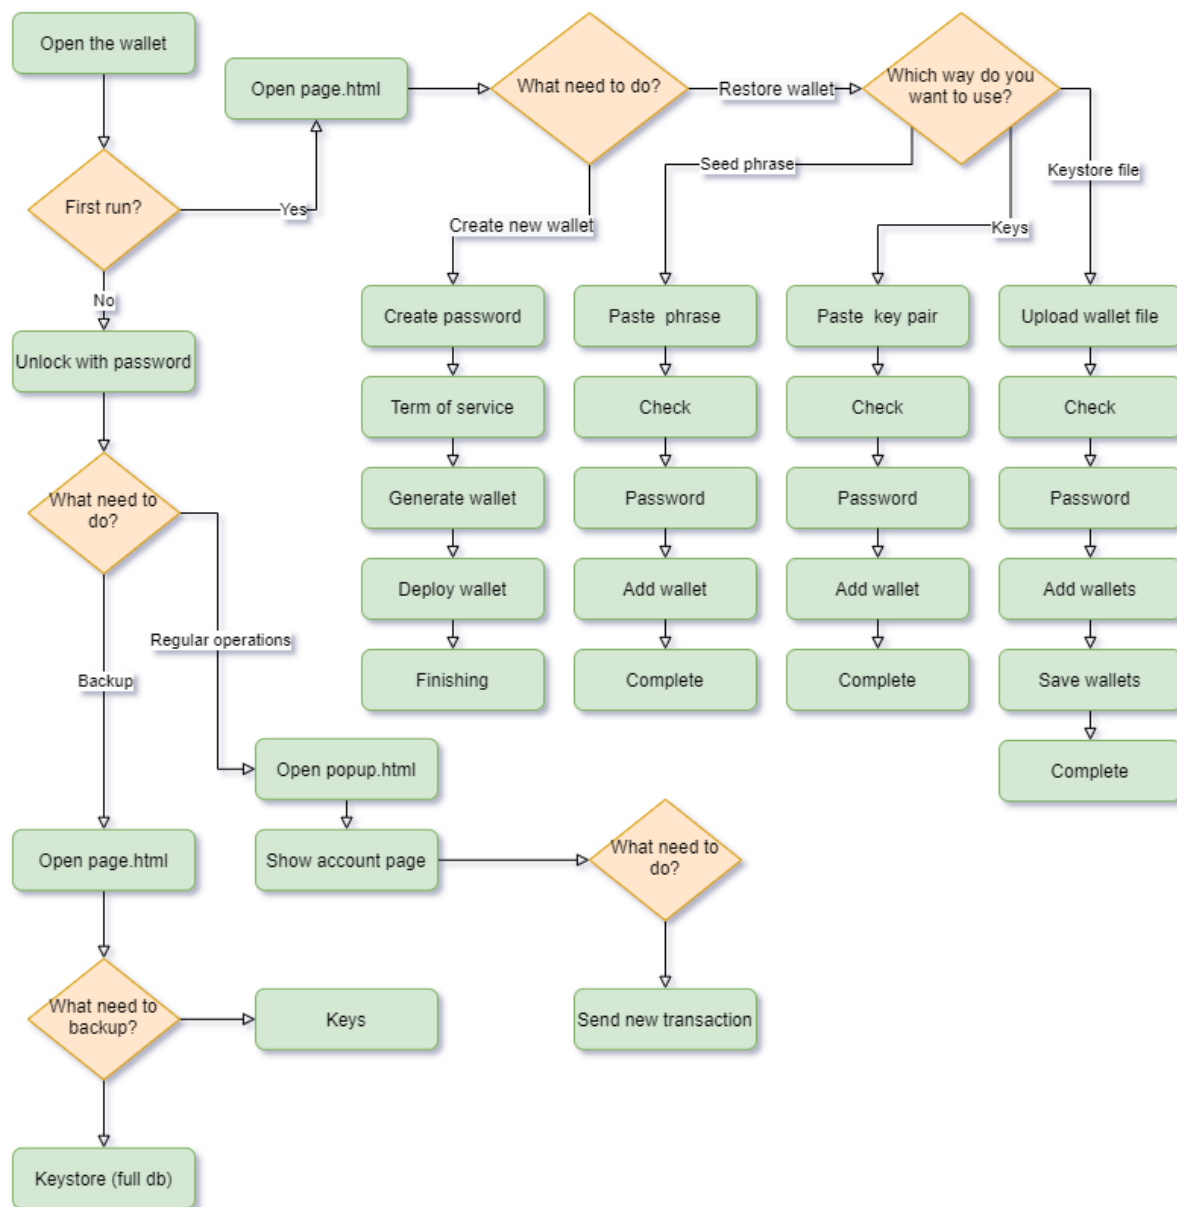 Open the wallet
Open page.html
What need to do?
Restore wallet
Which way do you
want to use?
First run?
Yes
Seed phrase
Keystore file
Create new wallet
Keys
No
Create password
Paste  phrase
Paste  key pair
Upload wallet file
Unlock with password
Term of service
Check
Check
Check
What need to
do?
Generate wallet
Password
Password
Password
Deploy wallet
Add wallet
Add wallet
Add wallets
Regular operations
Backup
Finishing
Complete
Complete
Save wallets
Open popup.html
Complete
Open page.html
Show account page
What need to
do?
What need to
backup?
Keys
Send new transaction
Keystore (full db)